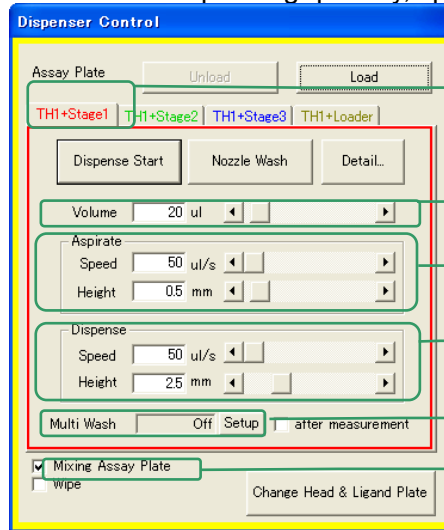 Dispenser Control
Assay Plate Unload Load
TH1+Stage1 TH1+Stage2 TH1+Stage3 TH1+Loader
Dispense Start Nozzle Wash Detail...
Volume 20 ul
Aspirate
Speed 50 ul/s
Height 0.5 mm
Dispense
Speed 50 ul/s
Height 2.5 mm
Multi Wash Off Setup after measurement
Mixing Assay Plate
Wipe
Change Head & Ligand Plate